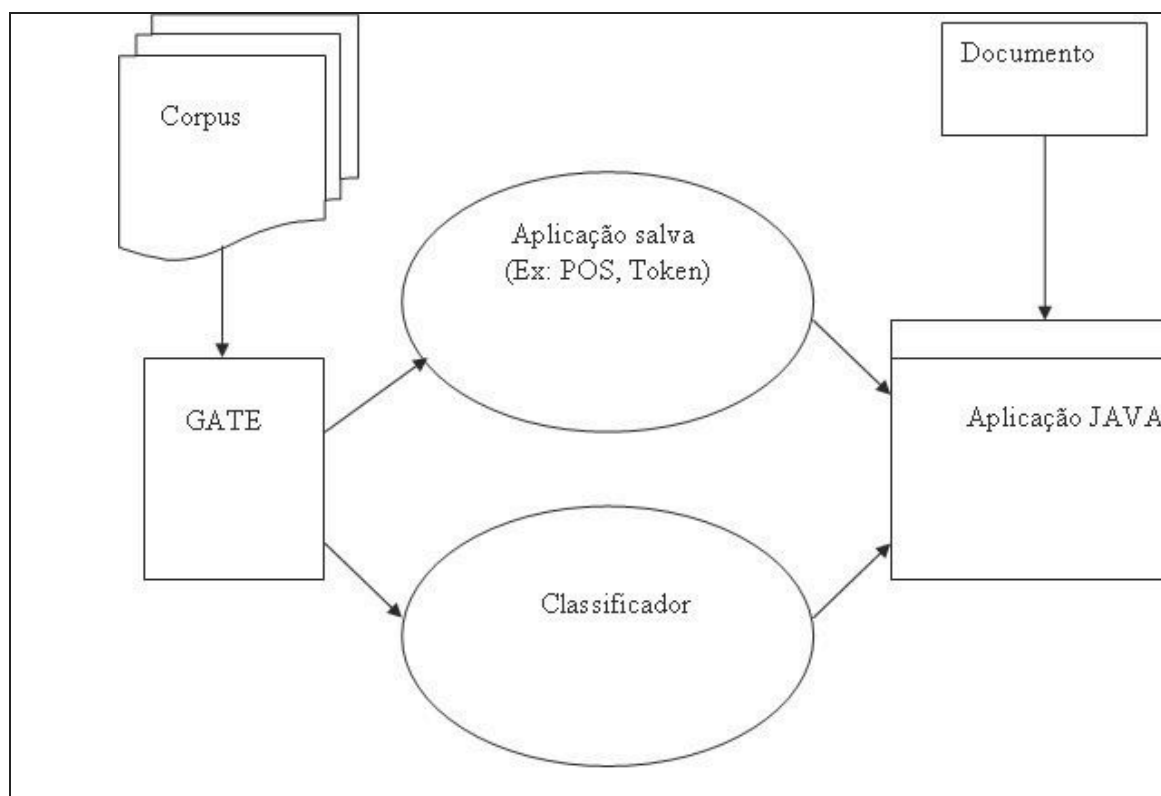 Corpus
Documento
Aplicação salva
(Ex: POS, Token)
GATE
Aplicação JAVA
Classificador